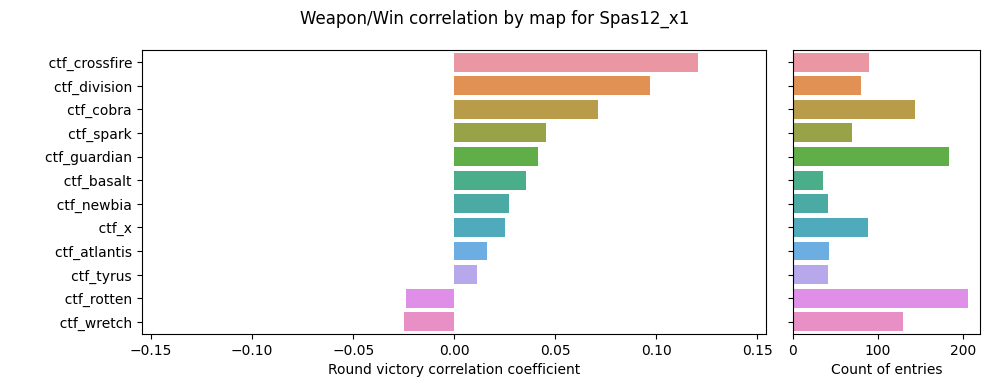 Weapon/Win correlation by map for Spas12_x1
ctf_crossfire
ctf_division
ctf_cobra
ctf_spark
ctf_guardian
ctf_basalt
ctf_newbia
ctf_x
ctf_atlantis
ctf_tyrus
ctf_rotten
ctf_wretch
−0.15 −0.10 −0.05 0.00 0.05 0.10 0.15
Round victory correlation coefficient
0 100 200
Count of entries